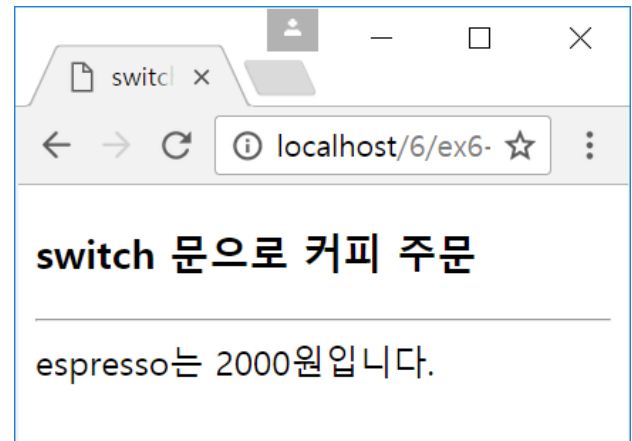 switc
localhost/6/ex6-
switch 문으로 커피 주문
espresso는 2000원입니다.